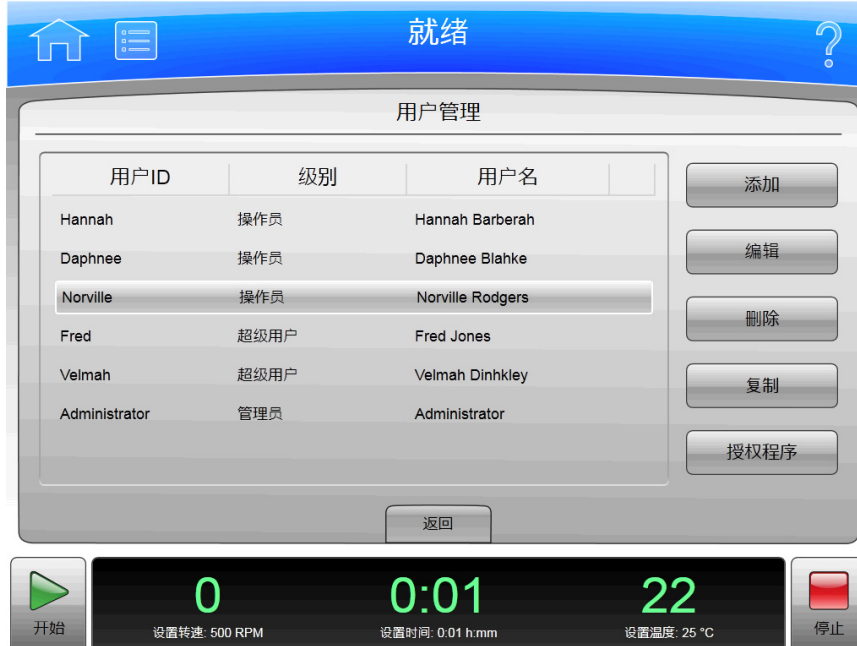 就绪
?
用户管理
用户ID 级别 用户名
Hannah 操作员 Hannah Barberah
Daphnee 操作员 Daphnee Blahke
Norville 操作员 Norville Rodgers
Fred 超级用户 Fred Jones
Velmah 超级用户 Velmah Dinhkley
Administrator 管理员 Administrator
添加
编辑
删除
复制
授权程序
返回
开始
0
设置转速: 500 RPM
0:01
设置时间: 0:01 h:mm
22
设置温度: 25 °C
停止